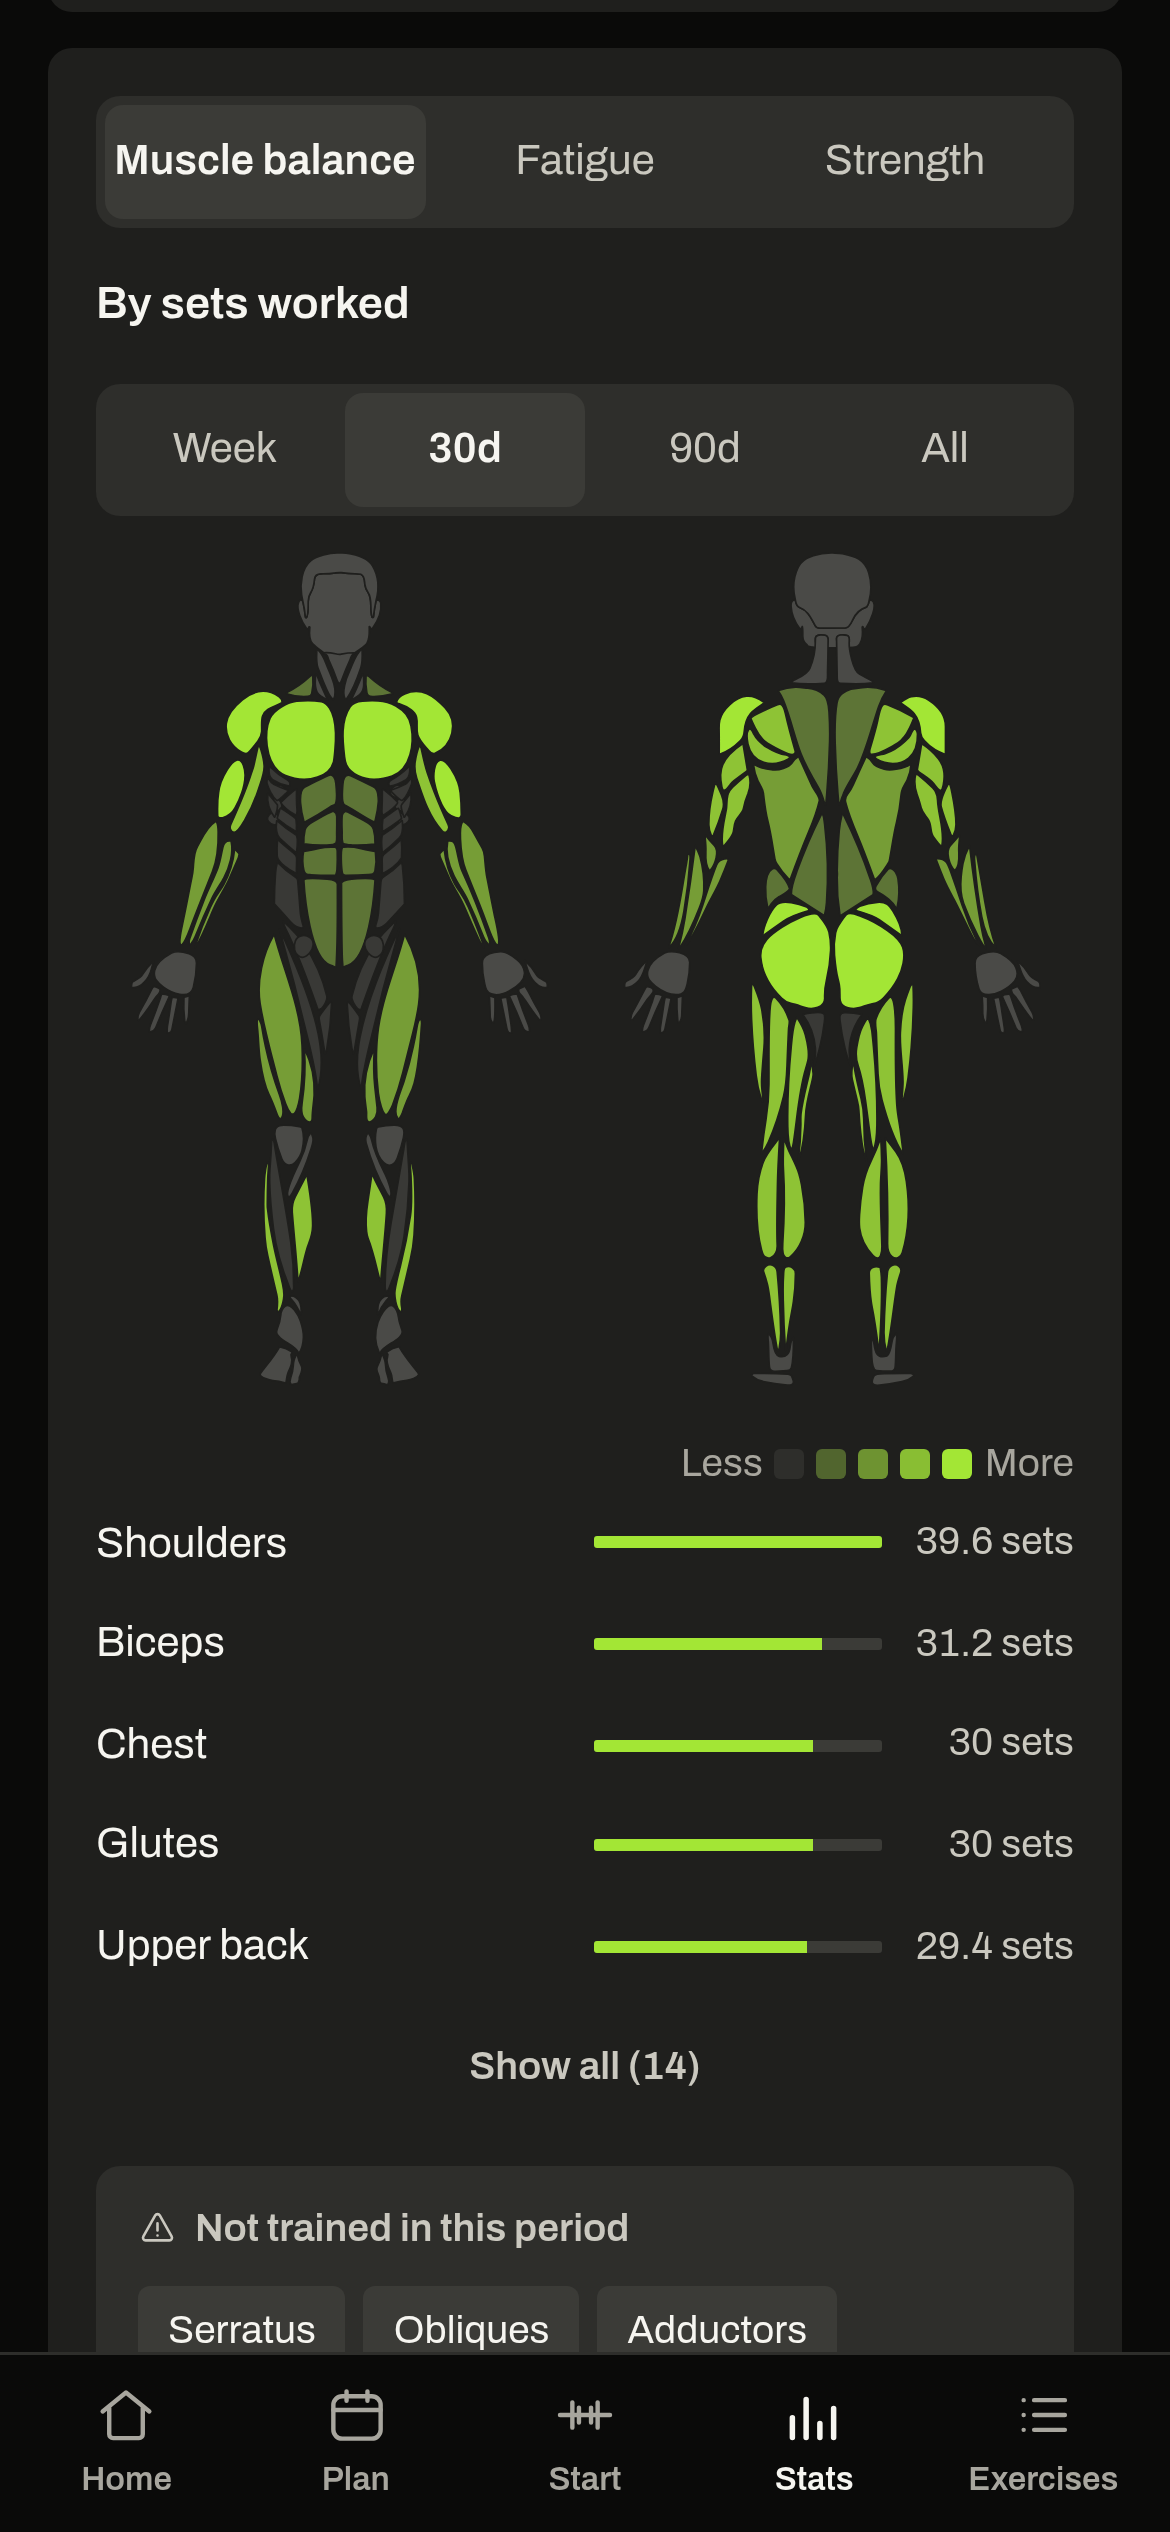 Muscle balance Fatigue Strength
By sets worked
Week 30d 90d All
Less More
Shoulders 39.6 sets
Biceps 31.2 sets
Chest 30 sets
Glutes 30 sets
Upper back 29.4 sets
Show all (14)
Not trained in this period
Serratus Obliques Adductors
Home Plan Start Stats Exercises